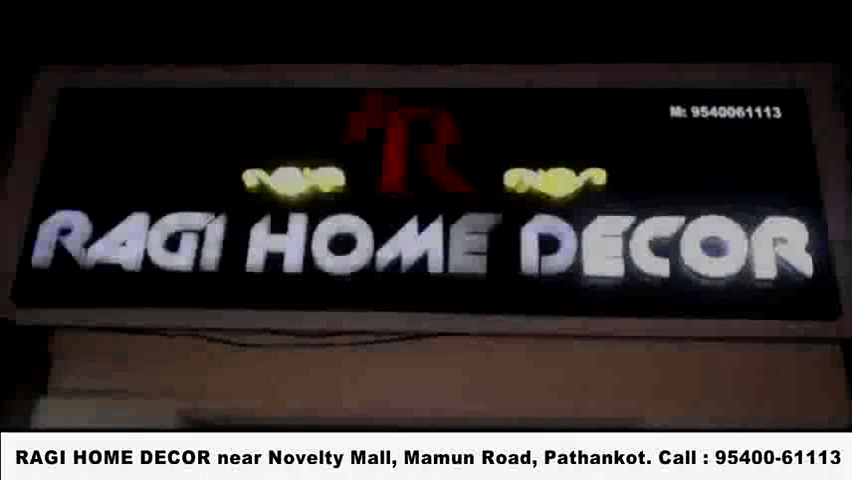 M: 9540061113
R
RAGI HOME DECOR
RAGI HOME DECOR near Novelty Mall, Mamun Road, Pathankot. Call : 95400-61113